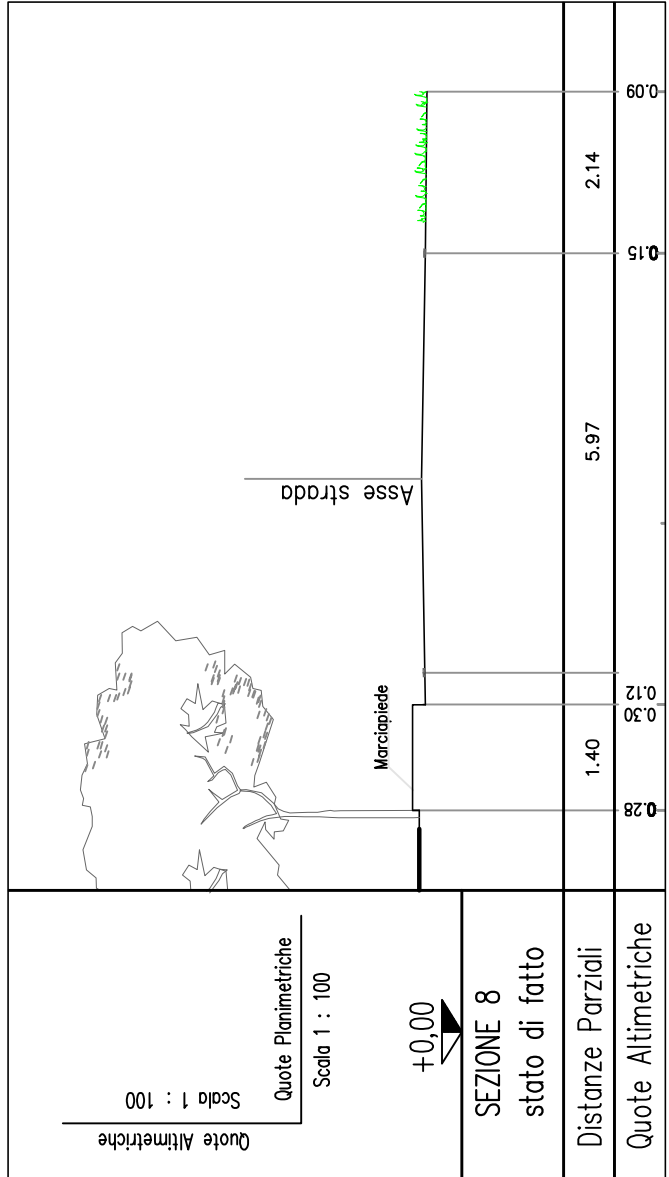 Quote Altimetriche
Scala 1 : 100
Quote Planimetriche
Scala 1 : 100
+0,00
SEZIONE 8
stato di fatto
Distanze Parziali
Quote Altimetriche
Marciapiede
Asse strada
1.40
5.97
2.14
0.28
0.30
0.12
0.15
0.09